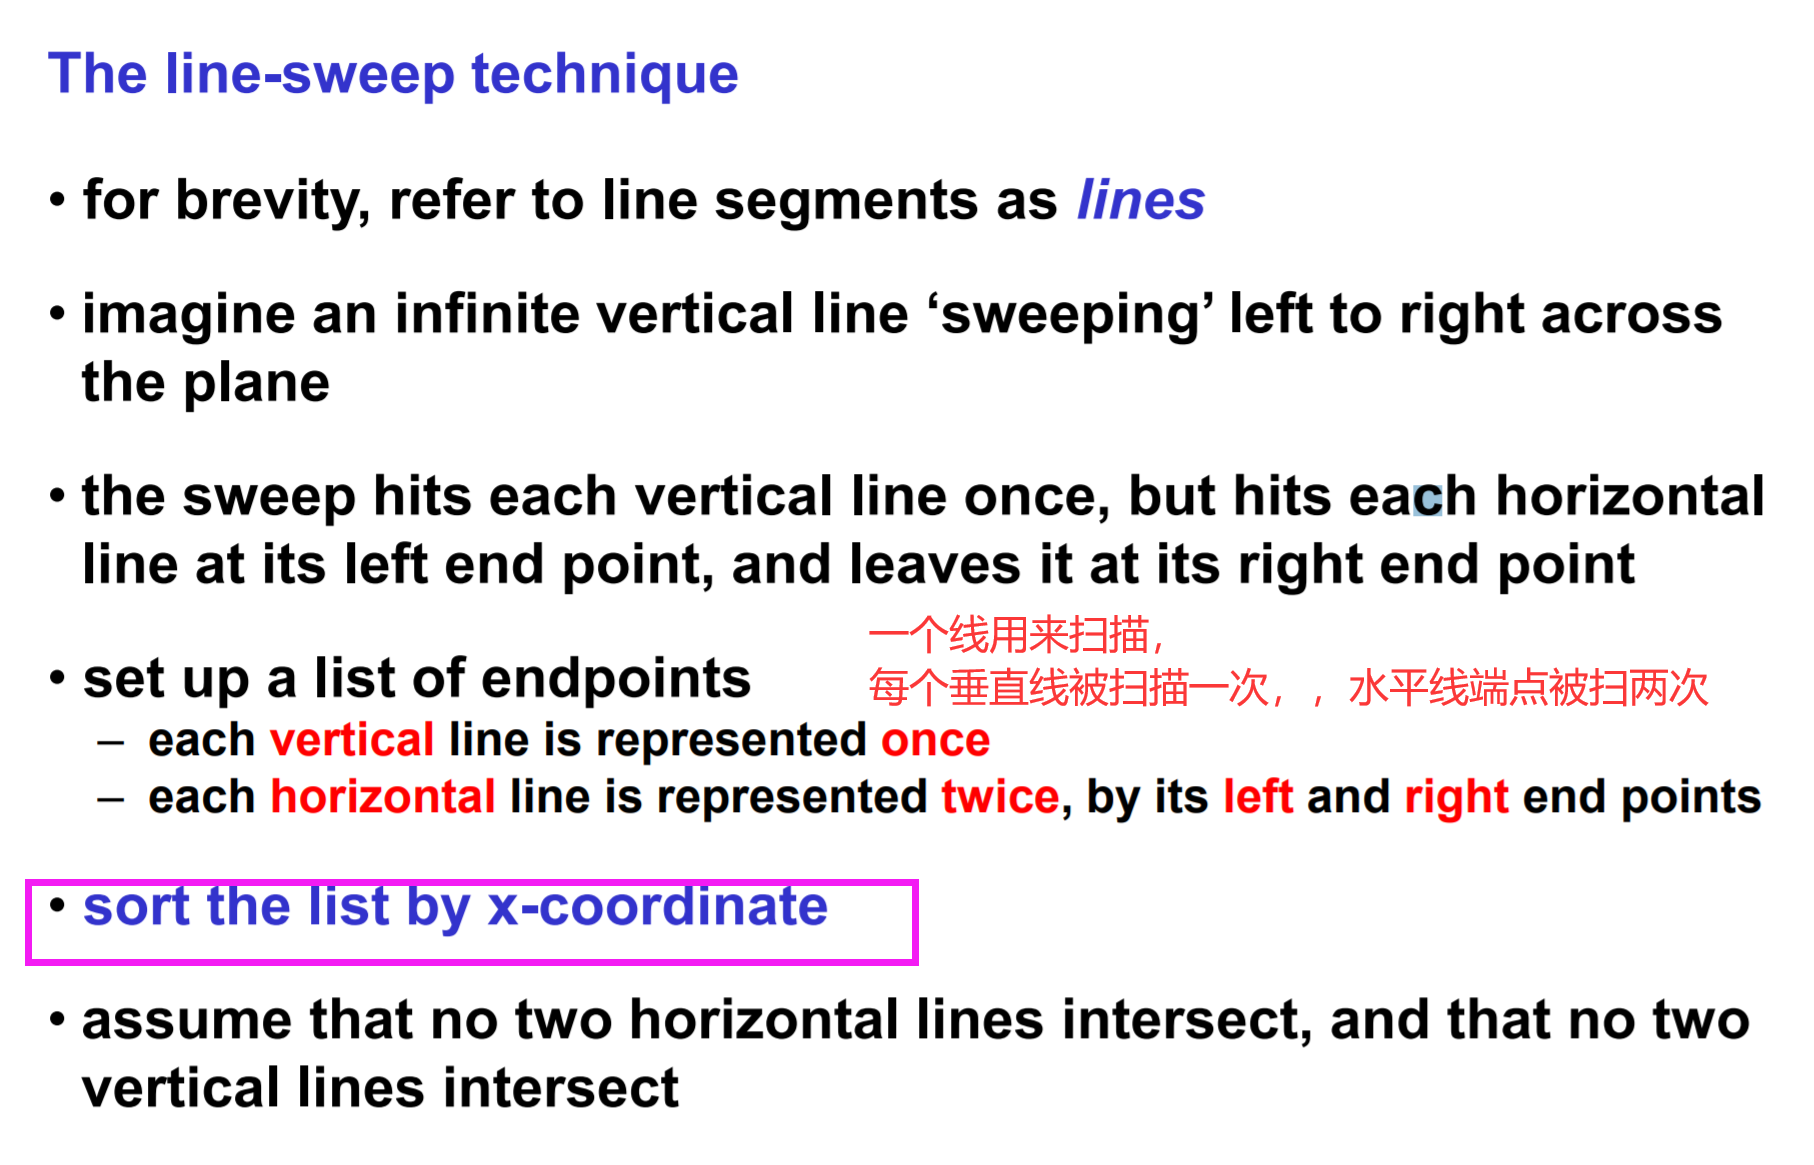 The line-sweep technique
• for brevity, refer to line segments as lines
• imagine an infinite vertical line ‘sweeping’ left to right across
the plane
• the sweep hits each vertical line once, but hits each horizontal
line at its left end point, and leaves it at its right end point
一个线用来扫描，
• set up a list of endpoints
每个垂直线被扫描一次，，水平线端点被扫两次
– each vertical line is represented once
– each horizontal line is represented twice, by its left and right end points
• sort the list by x-coordinate
• assume that no two horizontal lines intersect, and that no two
vertical lines intersect